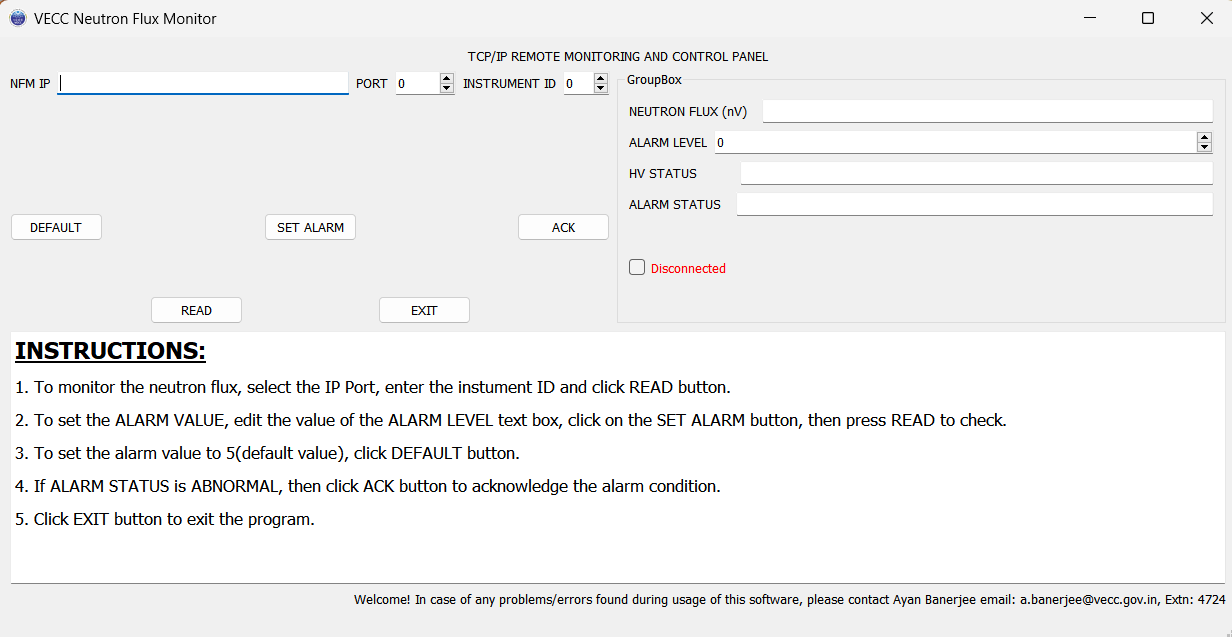 VECC Neutron Flux Monitor
TCP/IP REMOTE MONITORING AND CONTROL PANEL
NFM IP PORT 0 INSTRUMENT ID 0
GroupBox
NEUTRON FLUX (nV)
ALARM LEVEL 0
HV STATUS
ALARM STATUS
DEFAULT SET ALARM ACK
Disconnected
READ EXIT
INSTRUCTIONS:
1. To monitor the neutron flux, select the IP Port, enter the instument ID and click READ button.
2. To set the ALARM VALUE, edit the value of the ALARM LEVEL text box, click on the SET ALARM button, then press READ to check.
3. To set the alarm value to 5(default value), click DEFAULT button.
4. If ALARM STATUS is ABNORMAL, then click ACK button to acknowledge the alarm condition.
5. Click EXIT button to exit the program.
Welcome! In case of any problems/errors found during usage of this software, please contact Ayan Banerjee email: a.banerjee@vecc.gov.in, Extn: 4724